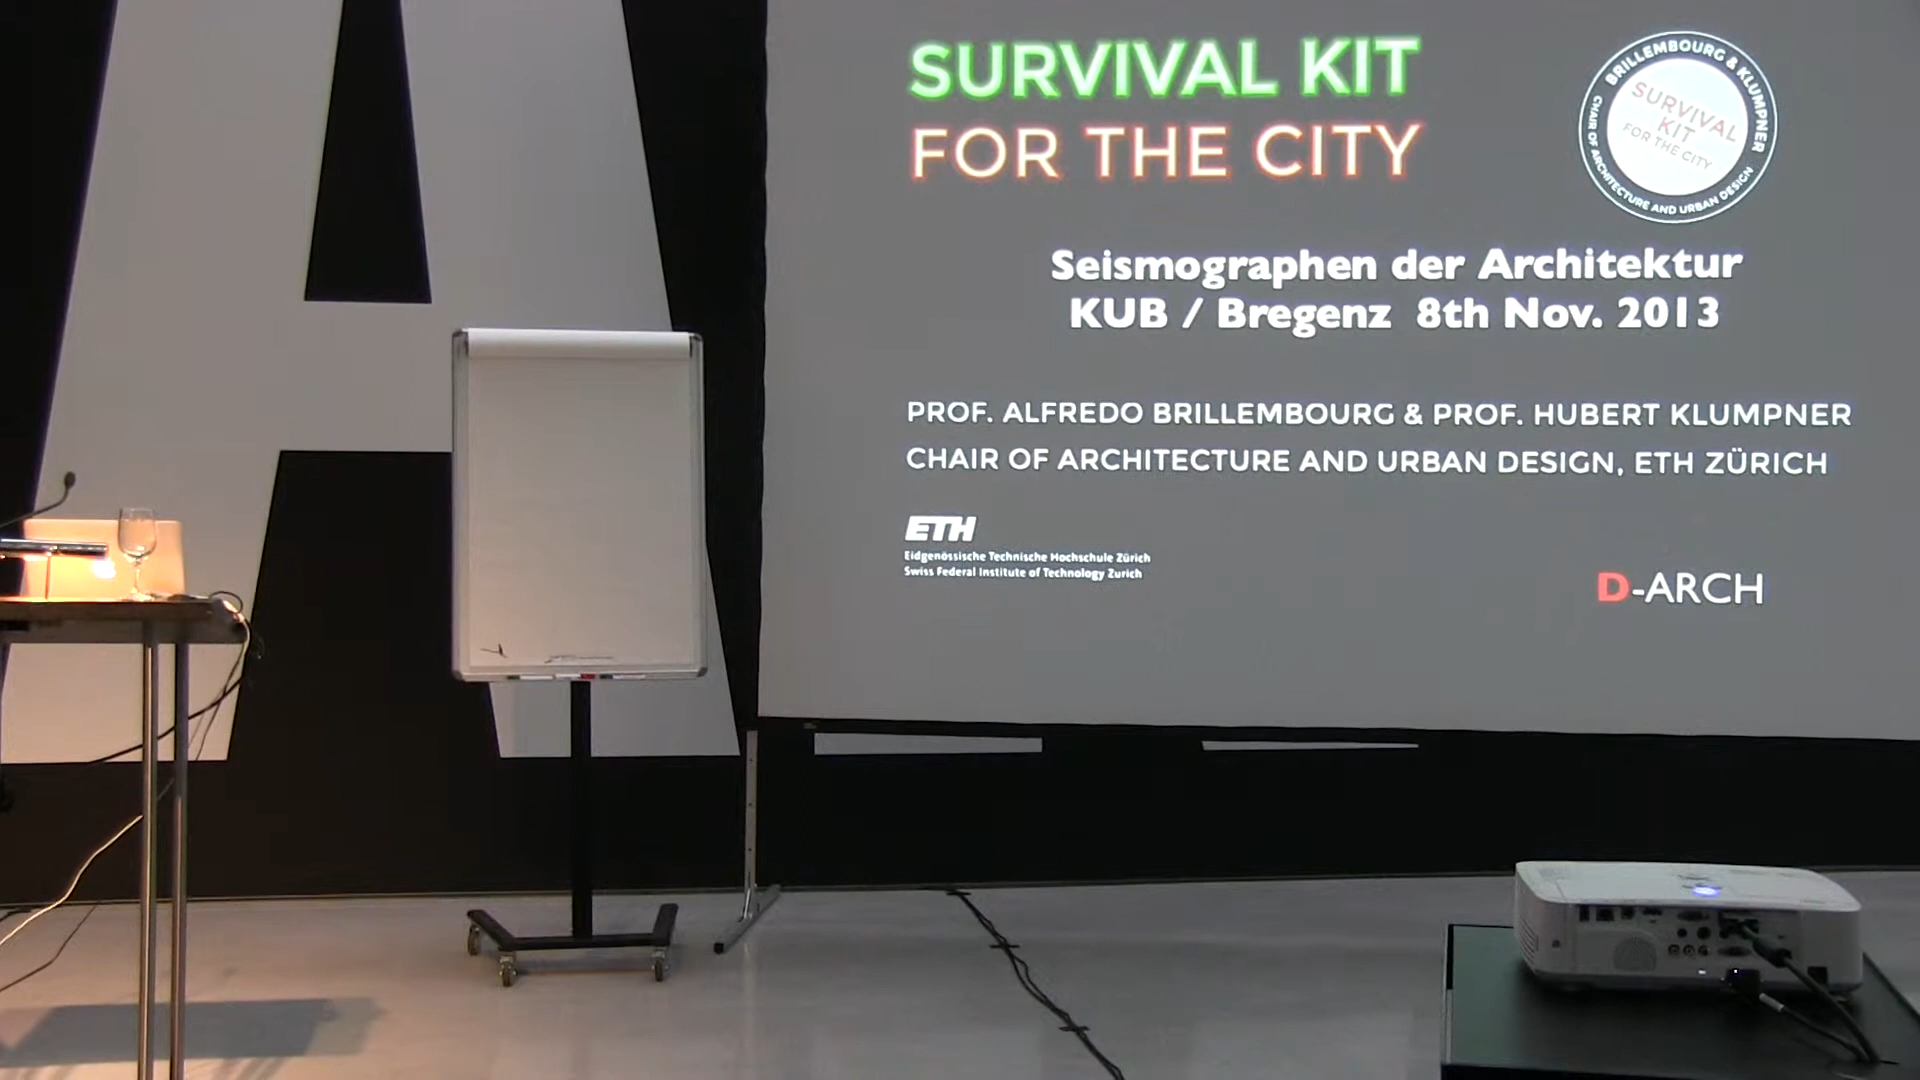 SURVIVAL KIT
FOR THE CITY
BRILLEMBOURG & KLUMPNER
CHAIR OF ARCHITECTURE AND URBAN DESIGN
SURVIVAL
KIT
FOR THE CITY
Seismographen der Architektur
KUB / Bregenz 8th Nov. 2013
PROF. ALFREDO BRILLEMBOURG & PROF. HUBERT KLUMPNER
CHAIR OF ARCHITECTURE AND URBAN DESIGN, ETH ZÜRICH
ETH
Eidgenössische Technische Hochschule Zürich
Swiss Federal Institute of Technology Zurich
D-ARCH
A